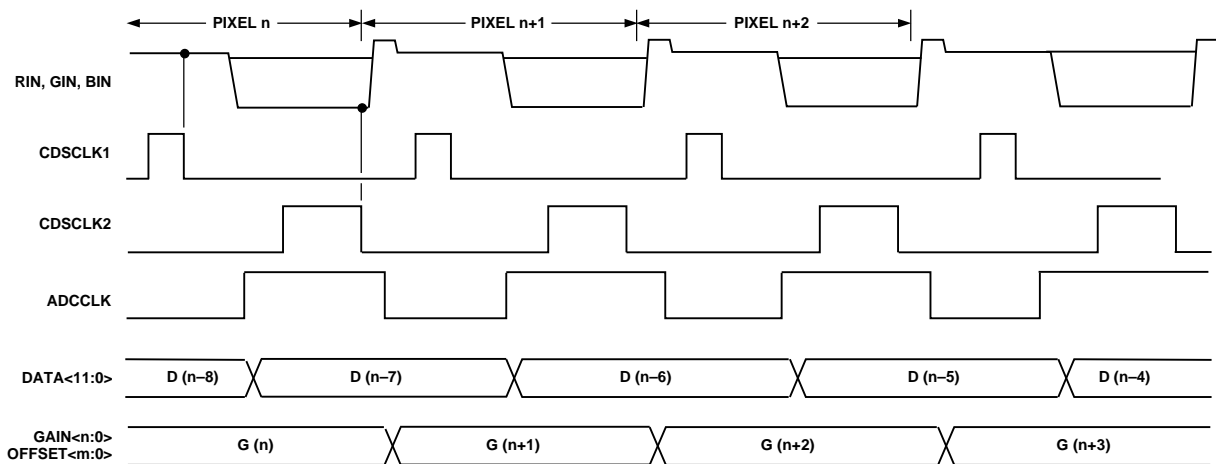 PIXEL n
PIXEL n+1
PIXEL n+2
RIN, GIN, BIN
CDSCLK1
CDSCLK2
ADCCLK
DATA<11:0>
D (n–8)
D (n–7)
D (n–6)
D (n–5)
D (n–4)
GAIN<n:0>
OFFSET<m:0>
G (n)
G (n+1)
G (n+2)
G (n+3)